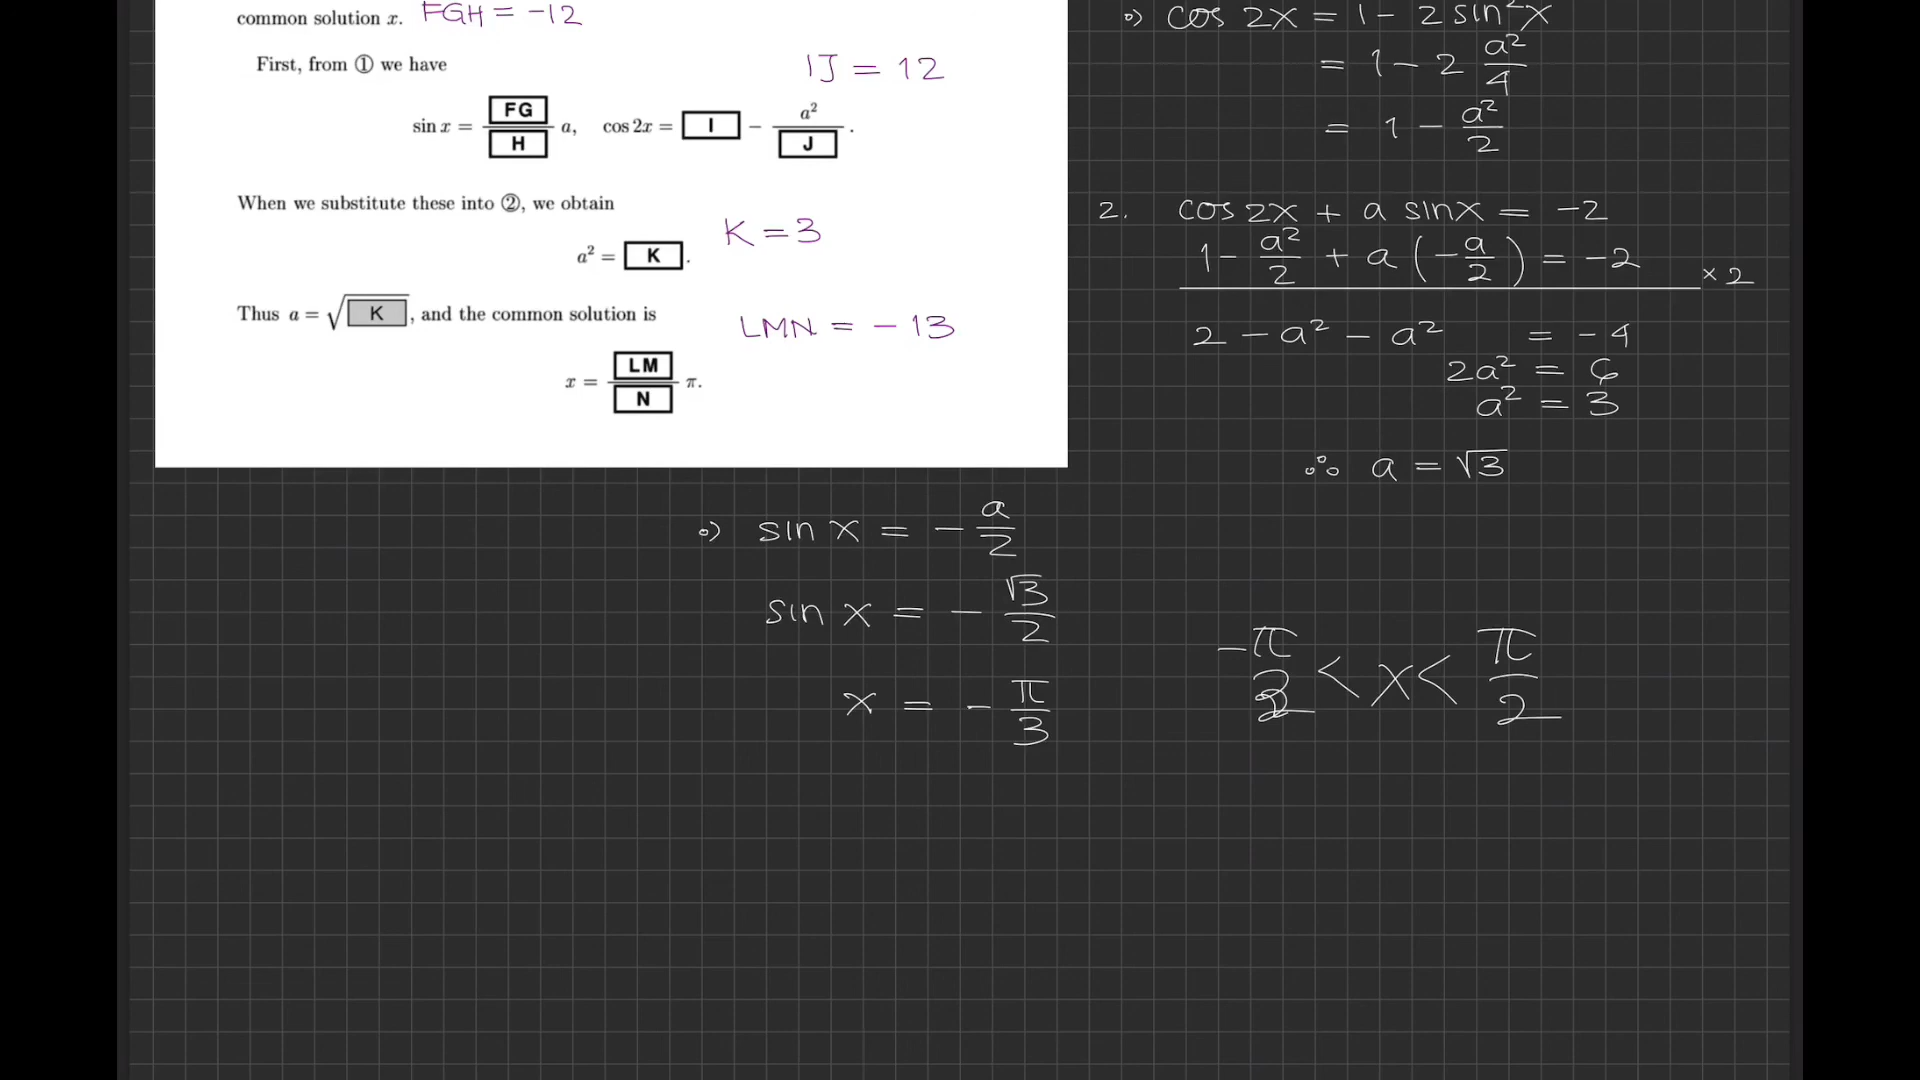 common solution x. FGH = -12
First, from ① we have
IJ = 12
sin x = FG/H a, cos 2x = I - a²/J.
When we substitute these into ②, we obtain
K = 3
a² = K.
Thus a = √K, and the common solution is
LMN = - 13
x = LM/N π.
cos 2x = 1 - 2 sin²x
= 1 - 2 a²/4
= 1 - a²/2
2. cos 2x + a sin x = -2
1 - a²/2 + a (-a/2) = -2 ×2
2 - a² - a² = -4
2a² = 6
a² = 3
∴ a = √3
sin x = - a/2
sin x = - √3/2
x = - π/3
-π/2 < x < π/2